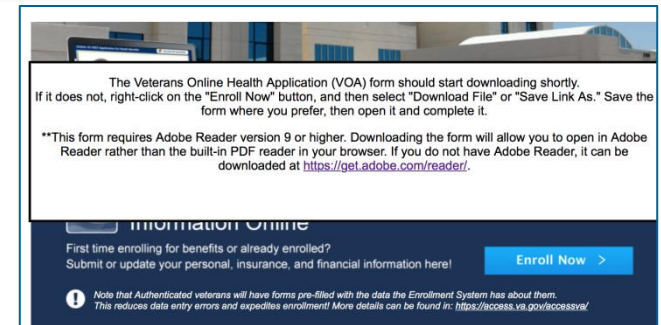 The Veterans Online Health Application (VOA) form should start downloading shortly.
If it does not, right-click on the "Enroll Now" button, and then select "Download File" or "Save Link As." Save the
form where you prefer, then open it and complete it.
**This form requires Adobe Reader version 9 or higher. Downloading the form will allow you to open in Adobe
Reader rather than the built-in PDF reader in your browser. If you do not have Adobe Reader, it can be
downloaded at https://get.adobe.com/reader/.
Information Online
First time enrolling for benefits or already enrolled?
Submit or update your personal, insurance, and financial information here!
Enroll Now >
Note that Authenticated veterans will have forms pre-filled with the data the Enrollment System has about them.
This reduces data entry errors and expedites enrollment! More details can be found in: https://access.va.gov/accessva/